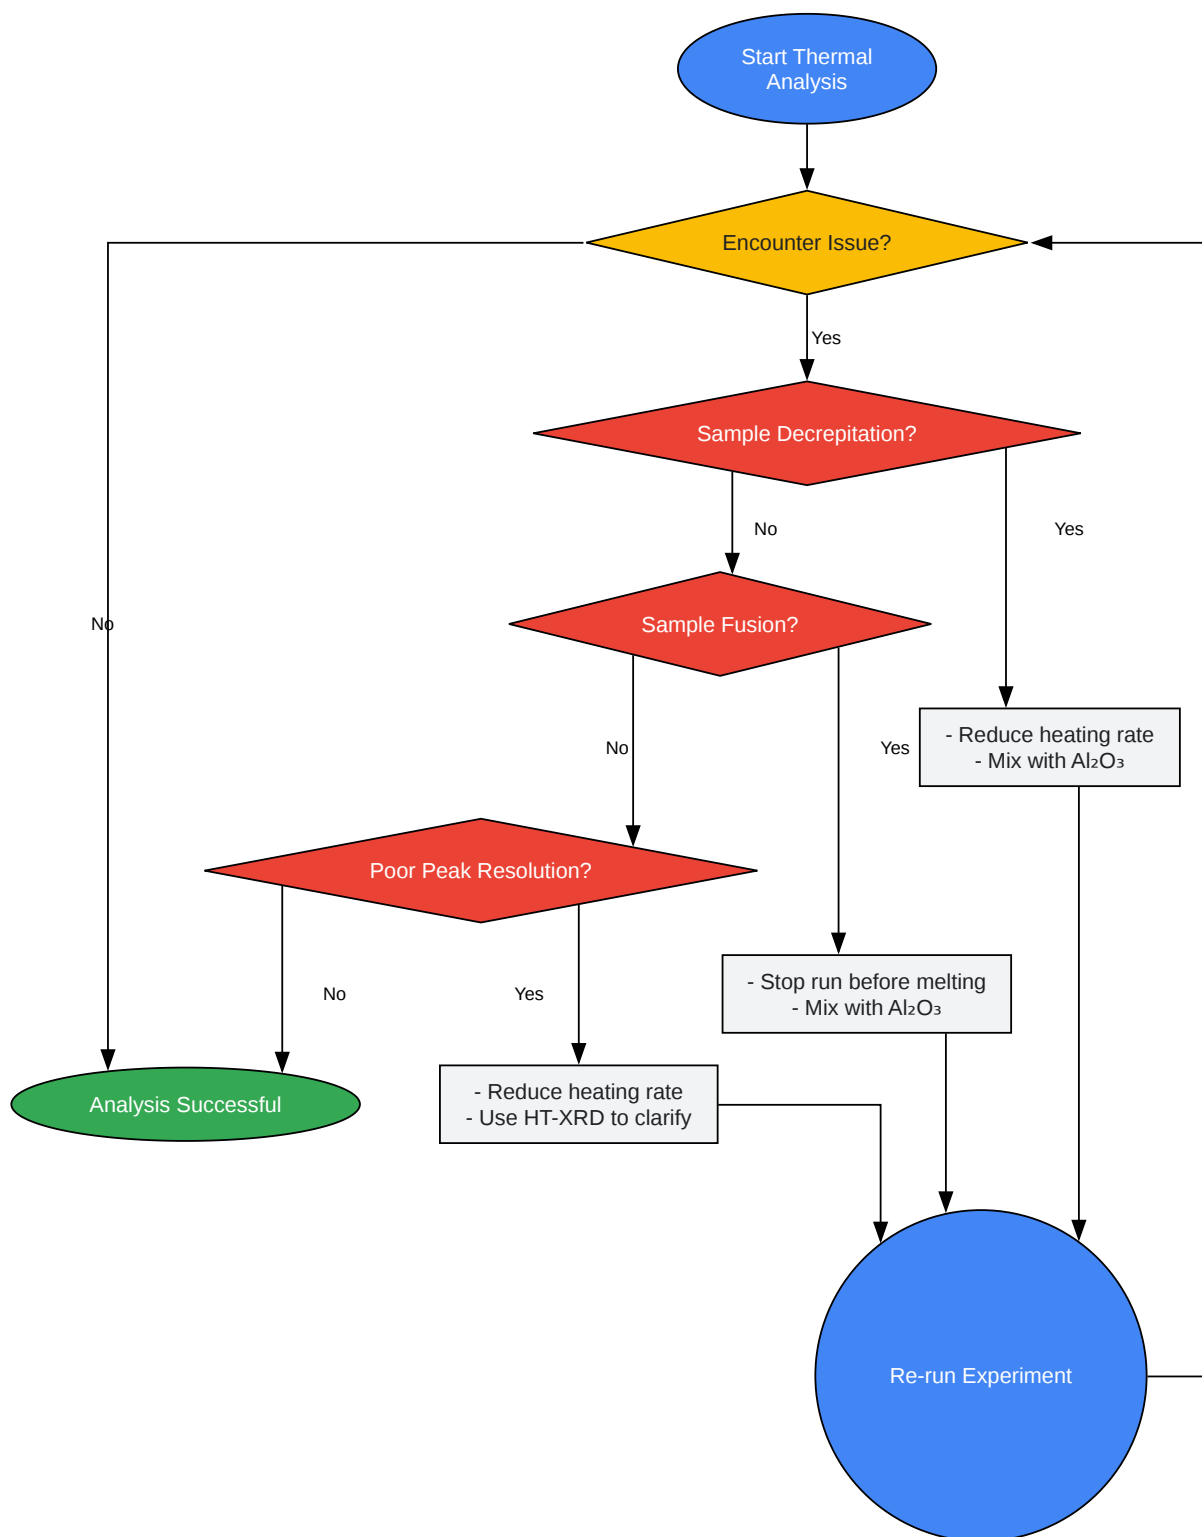 Start Thermal
Analysis
Encounter Issue?
Yes
Sample Decrepitation?
No
Yes
Sample Fusion?
No
No
Yes
- Reduce heating rate
- Mix with Al₂O₃
Poor Peak Resolution?
No
Yes
- Stop run before melting
- Mix with Al₂O₃
Analysis Successful
- Reduce heating rate
- Use HT-XRD to clarify
Re-run Experiment